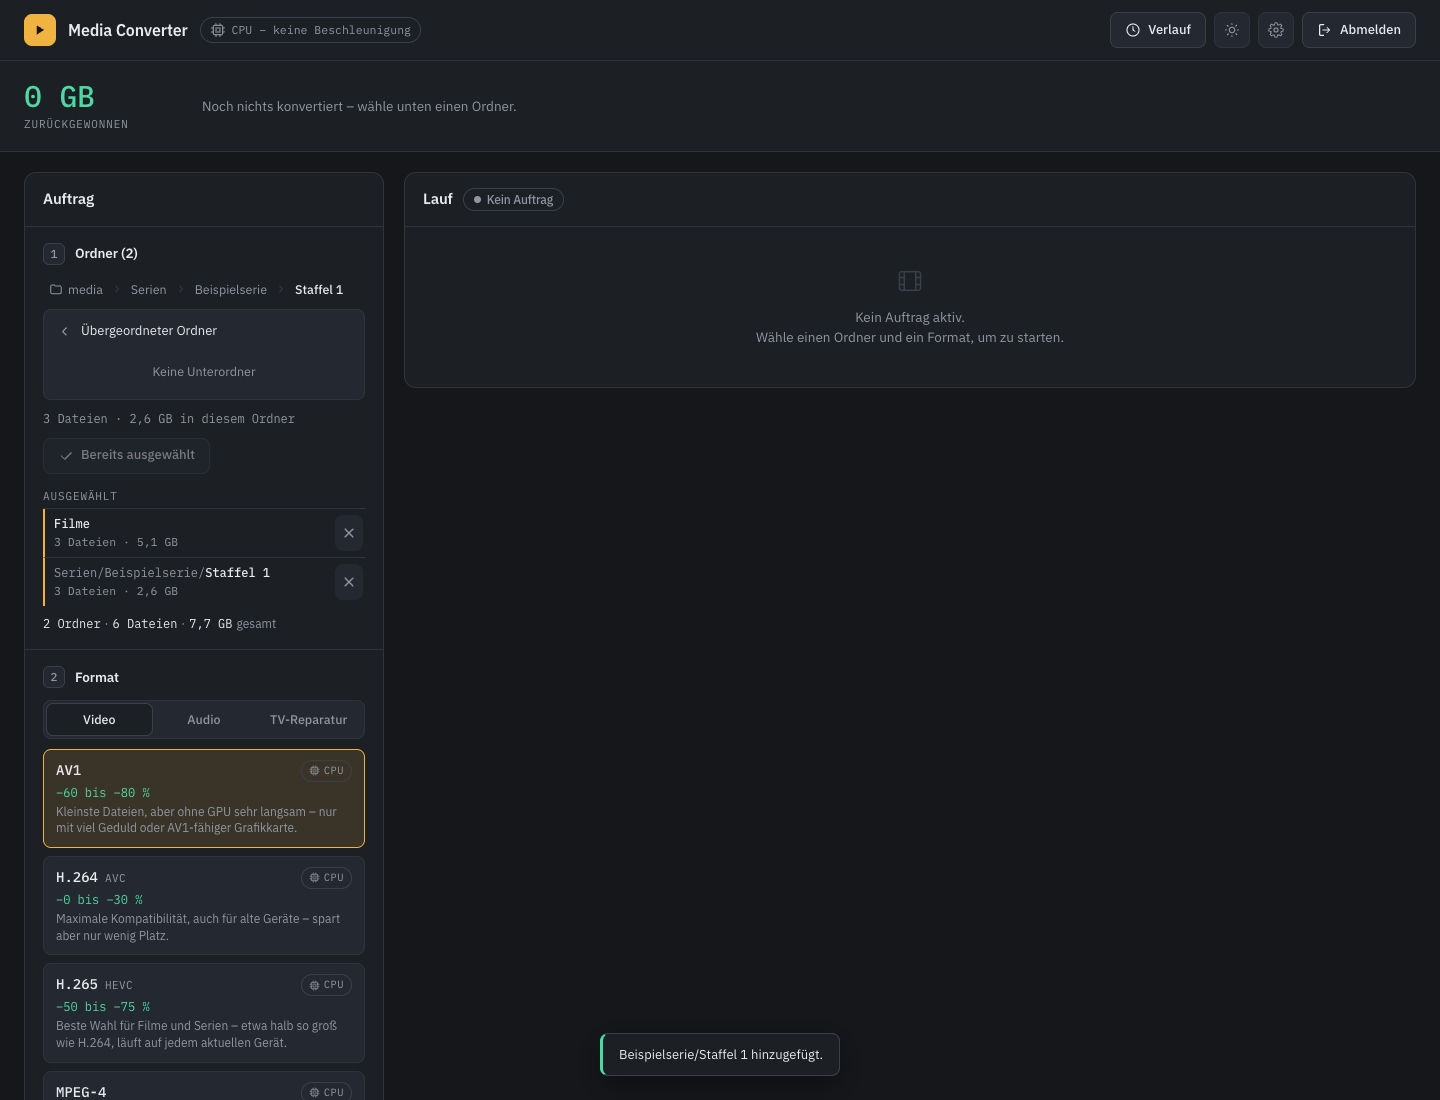 Media Converter
CPU – keine Beschleunigung
Verlauf
Abmelden
0 GB
ZURÜCKGEWONNEN
Noch nichts konvertiert – wähle unten einen Ordner.
Auftrag
1 Ordner (2)
media Serien Beispielserie Staffel 1
Übergeordneter Ordner
Keine Unterordner
3 Dateien · 2,6 GB in diesem Ordner
Bereits ausgewählt
AUSGEWÄHLT
Filme
3 Dateien · 5,1 GB
Serien/Beispielserie/Staffel 1
3 Dateien · 2,6 GB
2 Ordner · 6 Dateien · 7,7 GB gesamt
2 Format
Video Audio TV-Reparatur
AV1 CPU
−60 bis −80 %
Kleinste Dateien, aber ohne GPU sehr langsam – nur
mit viel Geduld oder AV1-fähiger Grafikkarte.
H.264 AVC CPU
−0 bis −30 %
Maximale Kompatibilität, auch für alte Geräte – spart
aber nur wenig Platz.
H.265 HEVC CPU
−50 bis −75 %
Beste Wahl für Filme und Serien – etwa halb so groß
wie H.264, läuft auf jedem aktuellen Gerät.
MPEG-4 CPU
Lauf
Kein Auftrag
Kein Auftrag aktiv.
Wähle einen Ordner und ein Format, um zu starten.
Beispielserie/Staffel 1 hinzugefügt.